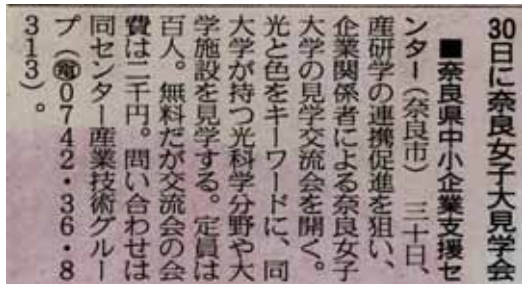 30日に奈良女子大見学会
■奈良県中小企業支援セ
ンター(奈良市) 三十日、
産研学の連携促進を狙い、
企業関係者による奈良女子
大学の見学交流会を開く。
光と色をキーワードに、同
大学が持つ光科学分野や大
学施設を見学する。定員は
百人。無料だが交流会の会
費は二千円。問い合わせは
同センター産業技術グルー
プ(電0742・36・8
313)。